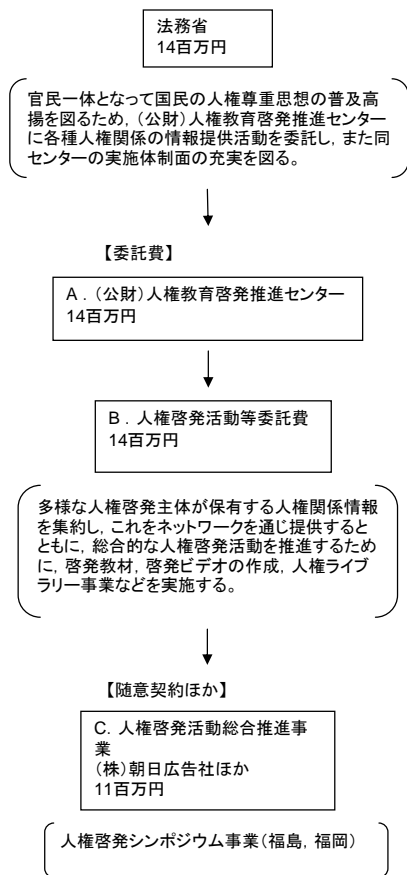 法務省
14百万円
官民一体となって国民の人権尊重思想の普及高
揚を図るため，（公財）人権教育啓発推進センター
に各種人権関係の情報提供活動を委託し，また同
センターの実施体制面の充実を図る。
【委託費】
A．（公財）人権教育啓発推進センター
14百万円
B．人権啓発活動等委託費
14百万円
多様な人権啓発主体が保有する人権関係情報
を集約し，これをネットワークを通じ提供すると
ともに，総合的な人権啓発活動を推進するため
に，啓発教材，啓発ビデオの作成，人権ライブ
ラリー事業などを実施する。
【随意契約ほか】
C．人権啓発活動総合推進事
業
（株）朝日広告社ほか
11百万円
人権啓発シンポジウム事業（福島，福岡）